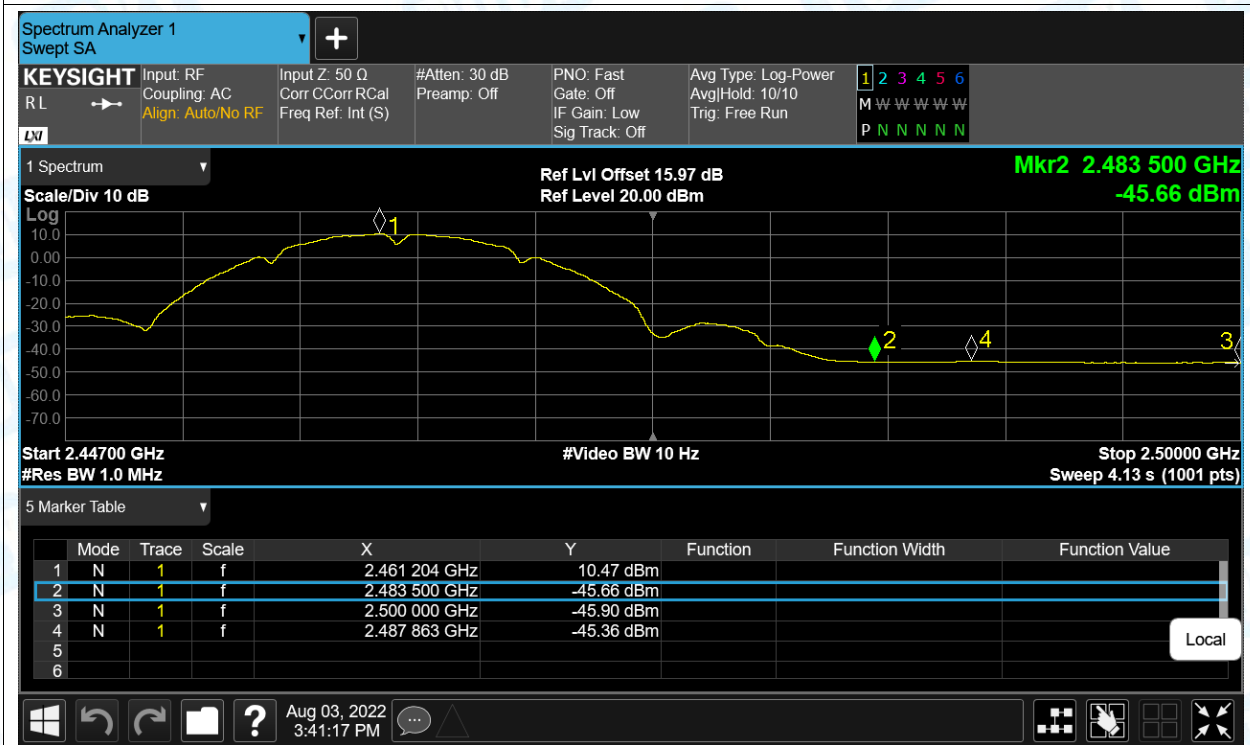 Spectrum Analyzer 1
Swept SA
KEYSIGHT
R L
LXI
Input: RF
Coupling: AC
Align: Auto/No RF
Input Z: 50 Ω
Corr CCorr RCal
Freq Ref: Int (S)
#Atten: 30 dB
Preamp: Off
PNO: Fast
Gate: Off
IF Gain: Low
Sig Track: Off
Avg Type: Log-Power
Avg|Hold: 10/10
Trig: Free Run
1 2 3 4 5 6
M W W W W W
P N N N N N
1 Spectrum
Scale/Div 10 dB
Ref Lvl Offset 15.97 dB
Ref Level 20.00 dBm
Mkr2 2.483 500 GHz
-45.66 dBm
Log
10.0
0.00
-10.0
-20.0
-30.0
-40.0
-50.0
-60.0
-70.0
1
2
4
3
Start 2.44700 GHz
#Video BW 10 Hz
Stop 2.50000 GHz
#Res BW 1.0 MHz
Sweep 4.13 s (1001 pts)
5 Marker Table
Mode Trace Scale X Y Function Function Width Function Value
1 N 1 f 2.461 204 GHz 10.47 dBm
2 N 1 f 2.483 500 GHz -45.66 dBm
3 N 1 f 2.500 000 GHz -45.90 dBm
4 N 1 f 2.487 863 GHz -45.36 dBm
5
6
Local
?
Aug 03, 2022
3:41:17 PM